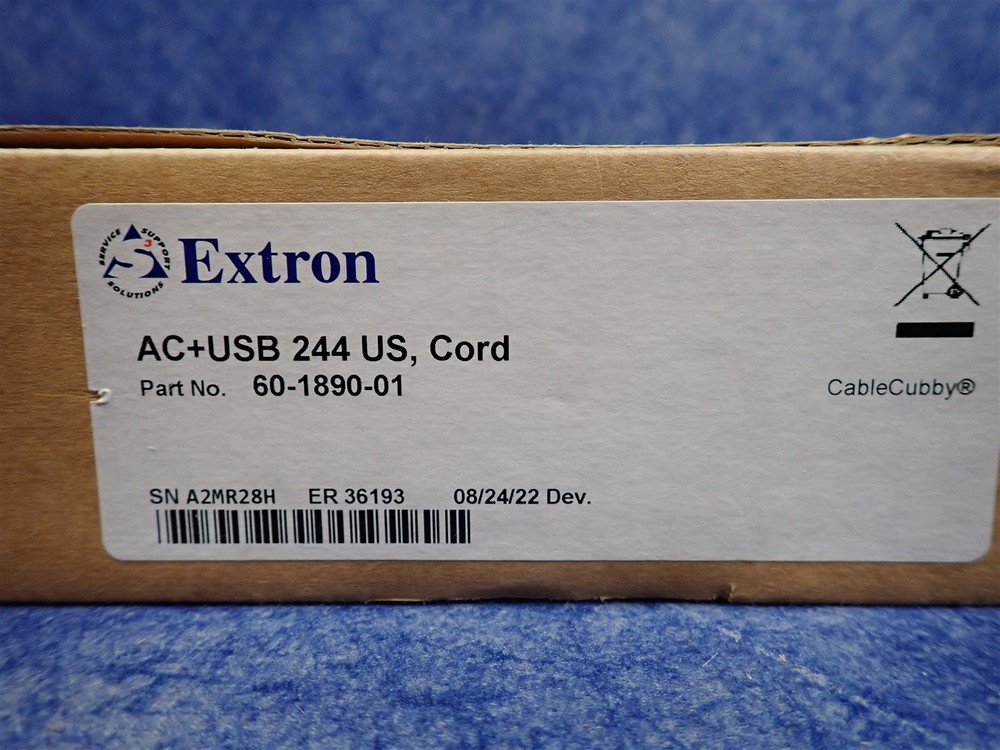 SERVICE SUPPORT SOLUTIONS
S3
Extron
AC+USB 244 US, Cord
Part No. 60-1890-01
CableCubby®
SN A2MR28H ER 36193 08/24/22 Dev.